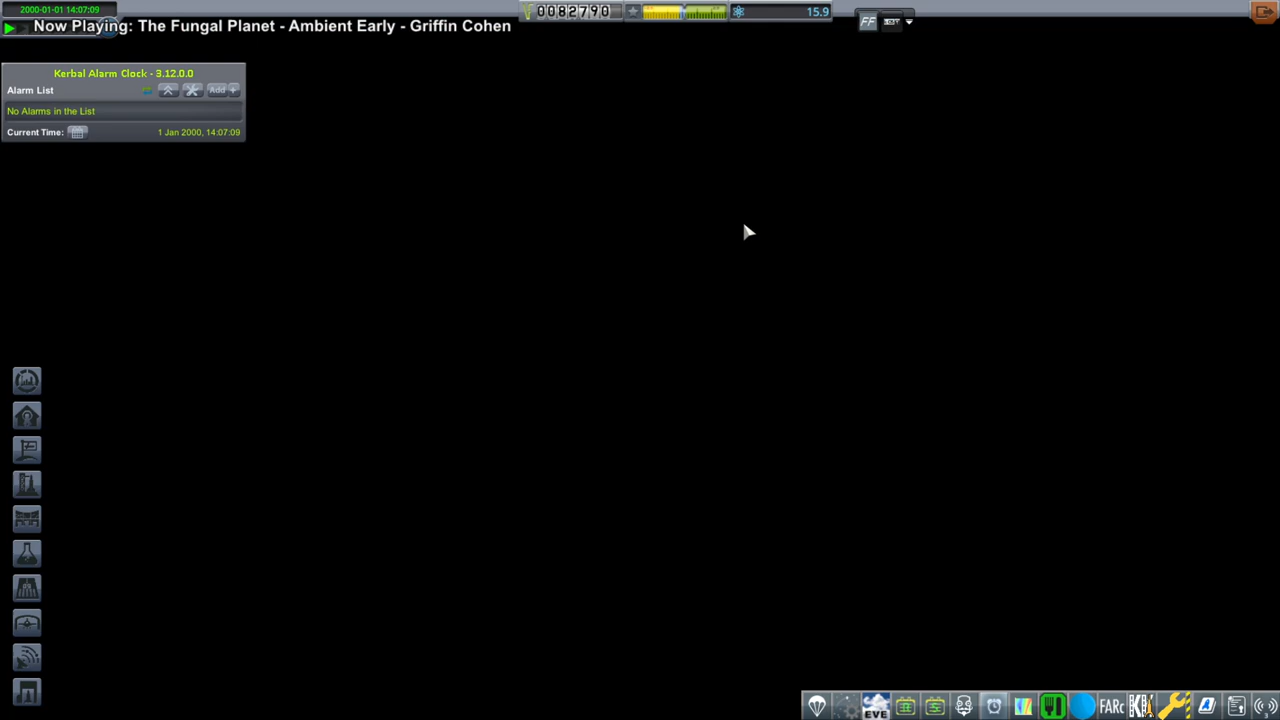 2000-01-01 14:07:09
0082790
15.9
FF
Now Playing: The Fungal Planet - Ambient Early - Griffin Cohen
Kerbal Alarm Clock - 3.12.0.0
Alarm List
Add +
No Alarms in the List
Current Time:
1 Jan 2000, 14:07:09
EVE
FARc